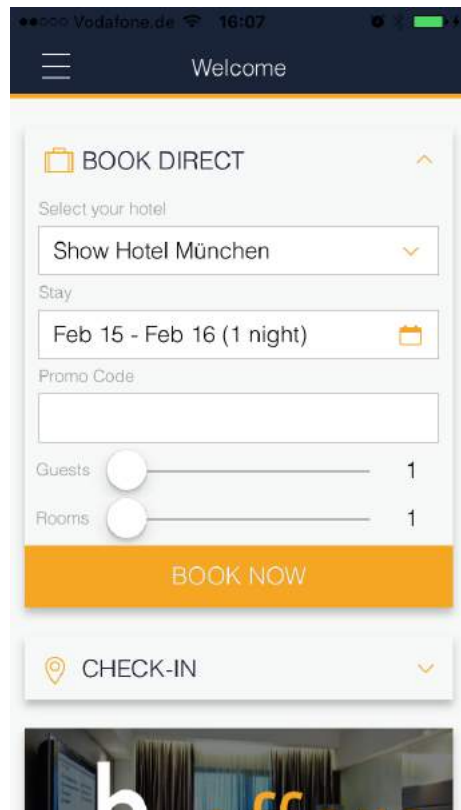 Vodafone.de 16:07
Welcome
BOOK DIRECT
Select your hotel
Show Hotel München
Stay
Feb 15 - Feb 16 (1 night)
Promo Code
Guests 1
Rooms 1
BOOK NOW
CHECK-IN